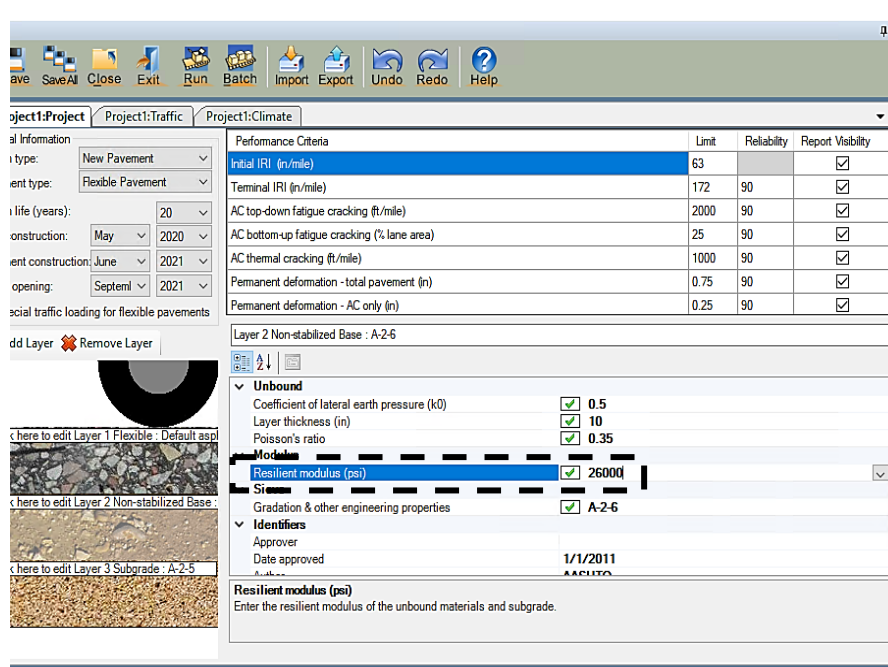 ave Save All Close Exit Run Batch Import Export Undo Redo Help
oject1:Project Project1:Traffic Project1:Climate
al Information
n type: New Pavement
ent type: Flexible Pavement
n life (years): 20
onstruction: May 2020
ent construction: June 2021
opening: Septeml 2021
ecial traffic loading for flexible pavements
dd Layer Remove Layer
k here to edit Layer 1 Flexible : Default aspl
k here to edit Layer 2 Non-stabilized Base :
k here to edit Layer 3 Subgrade : A-2-5
Performance Criteria Limit Reliability Report Visibility
Initial IRI (in/mile) 63
Terminal IRI (in/mile) 172 90
AC top-down fatigue cracking (ft/mile) 2000 90
AC bottom-up fatigue cracking (% lane area) 25 90
AC thermal cracking (ft/mile) 1000 90
Permanent deformation - total pavement (in) 0.75 90
Permanent deformation - AC only (in) 0.25 90
Layer 2 Non-stabilized Base : A-2-6
Unbound
Coefficient of lateral earth pressure (k0) 0.5
Layer thickness (in) 10
Poisson's ratio 0.35
Modulus
Resilient modulus (psi) 26000
Sieve
Gradation & other engineering properties A-2-6
Identifiers
Approver
Date approved 1/1/2011
Author AASHTO
Resilient modulus (psi)
Enter the resilient modulus of the unbound materials and subgrade.